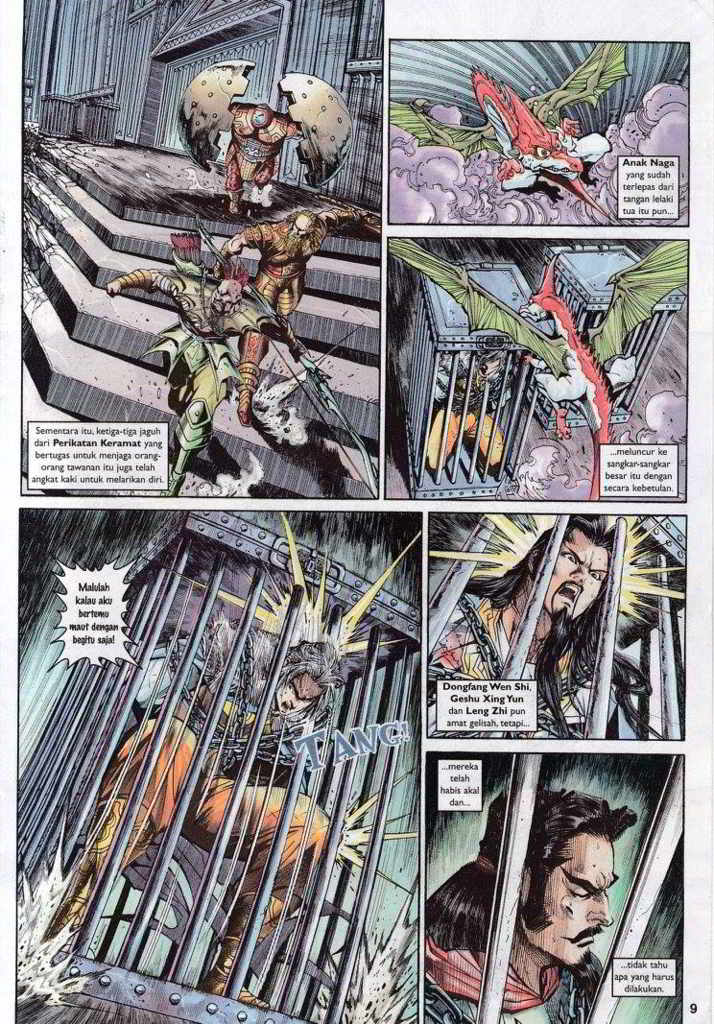 Sementara itu, ketiga-tiga jaguh
dari Perikatan Keramat yang
bertugas untuk menjaga orang-
orang tawanan itu juga telah
angkat kaki untuk melarikan diri.
Anak Naga
yang sudah
terlepas dari
tangan lelaki
tua itu pun...
...meluncur ke
sangkar-sangkar
besar itu dengan
secara kebetulan.
Malulah
kalau aku
bertemu
maut dengan
begitu saja!
TANG!
Dongfang Wen Shi,
Geshu Xing Yun
dan Leng Zhi pun
amat gelisah, tetapi...
...mereka
telah
habis akal
dan...
...tidak tahu
apa yang harus
dilakukan.
9